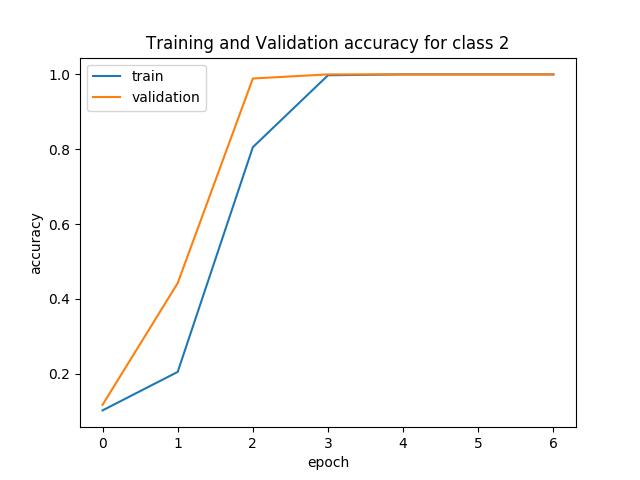 Training and Validation accuracy for class 2
train
validation
accuracy
1.0
0.8
0.6
0.4
0.2
0 1 2 3 4 5 6
epoch